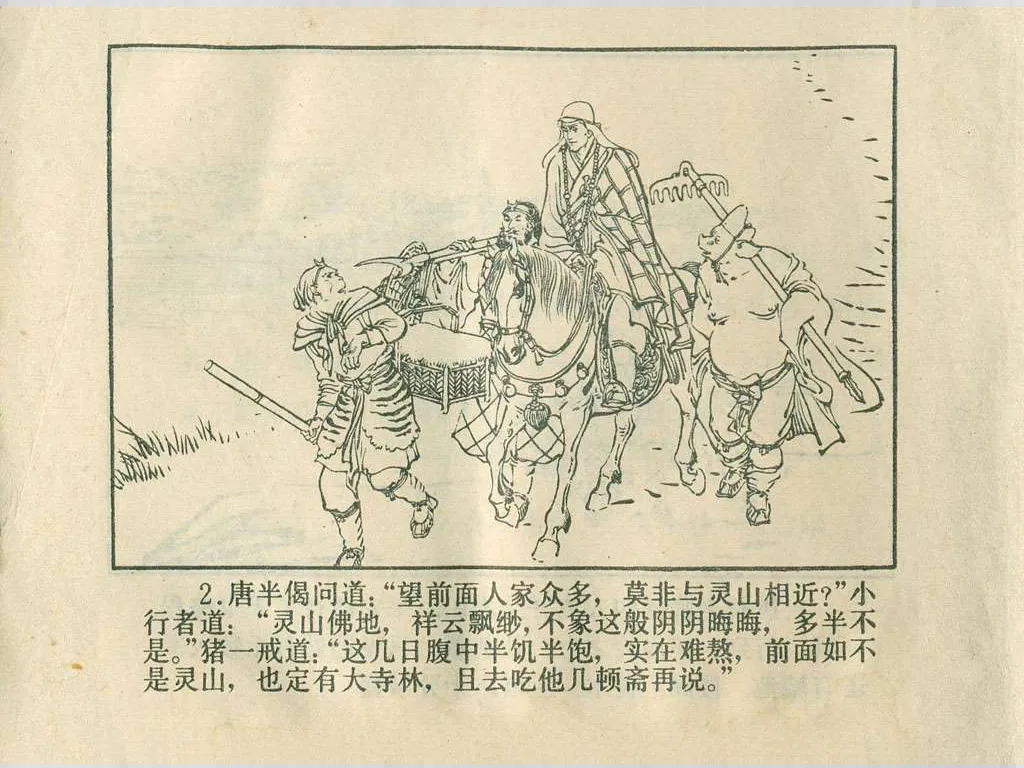 2.唐半偈问道:“望前面人家众多,莫非与灵山相近?”小
行者道:“灵山佛地,祥云飘缈,不象这般阴阴晦晦,多半不
是。”猪一戒道:“这几日腹中半饥半饱,实在难熬,前面如不
是灵山,也定有大寺林,且去吃他几顿斋再说。”